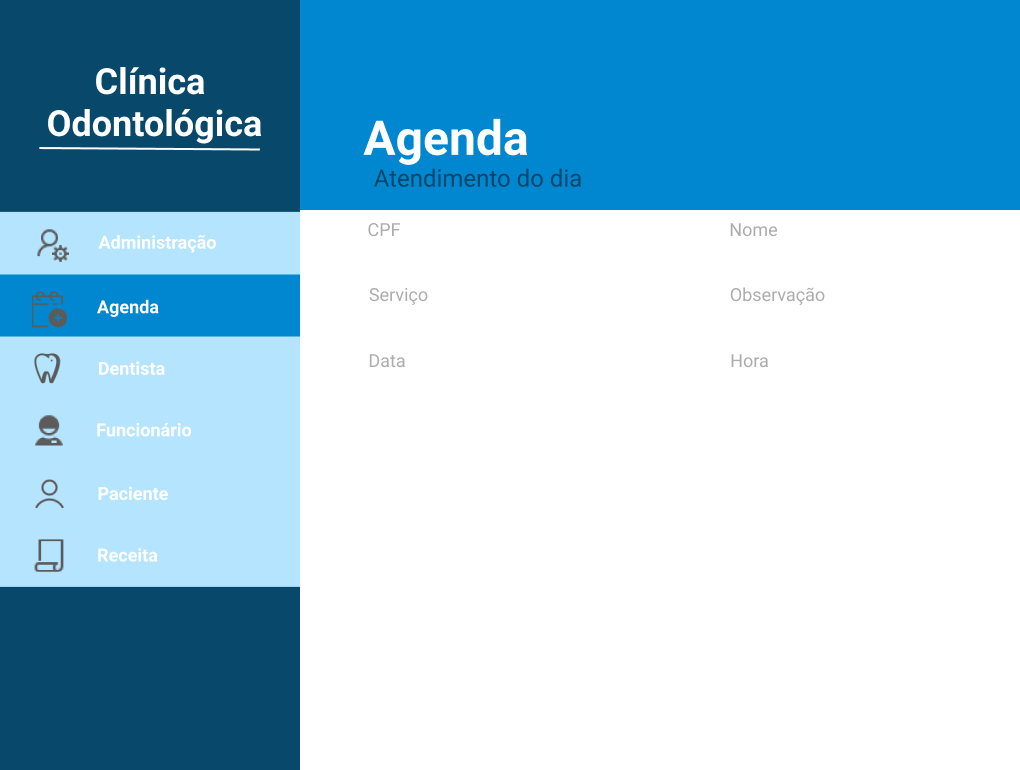 Clínica
Odontológica
Administração
Agenda
Dentista
Funcionário
Paciente
Receita
Agenda
Atendimento do dia
CPF
Nome
Serviço
Observação
Data
Hora